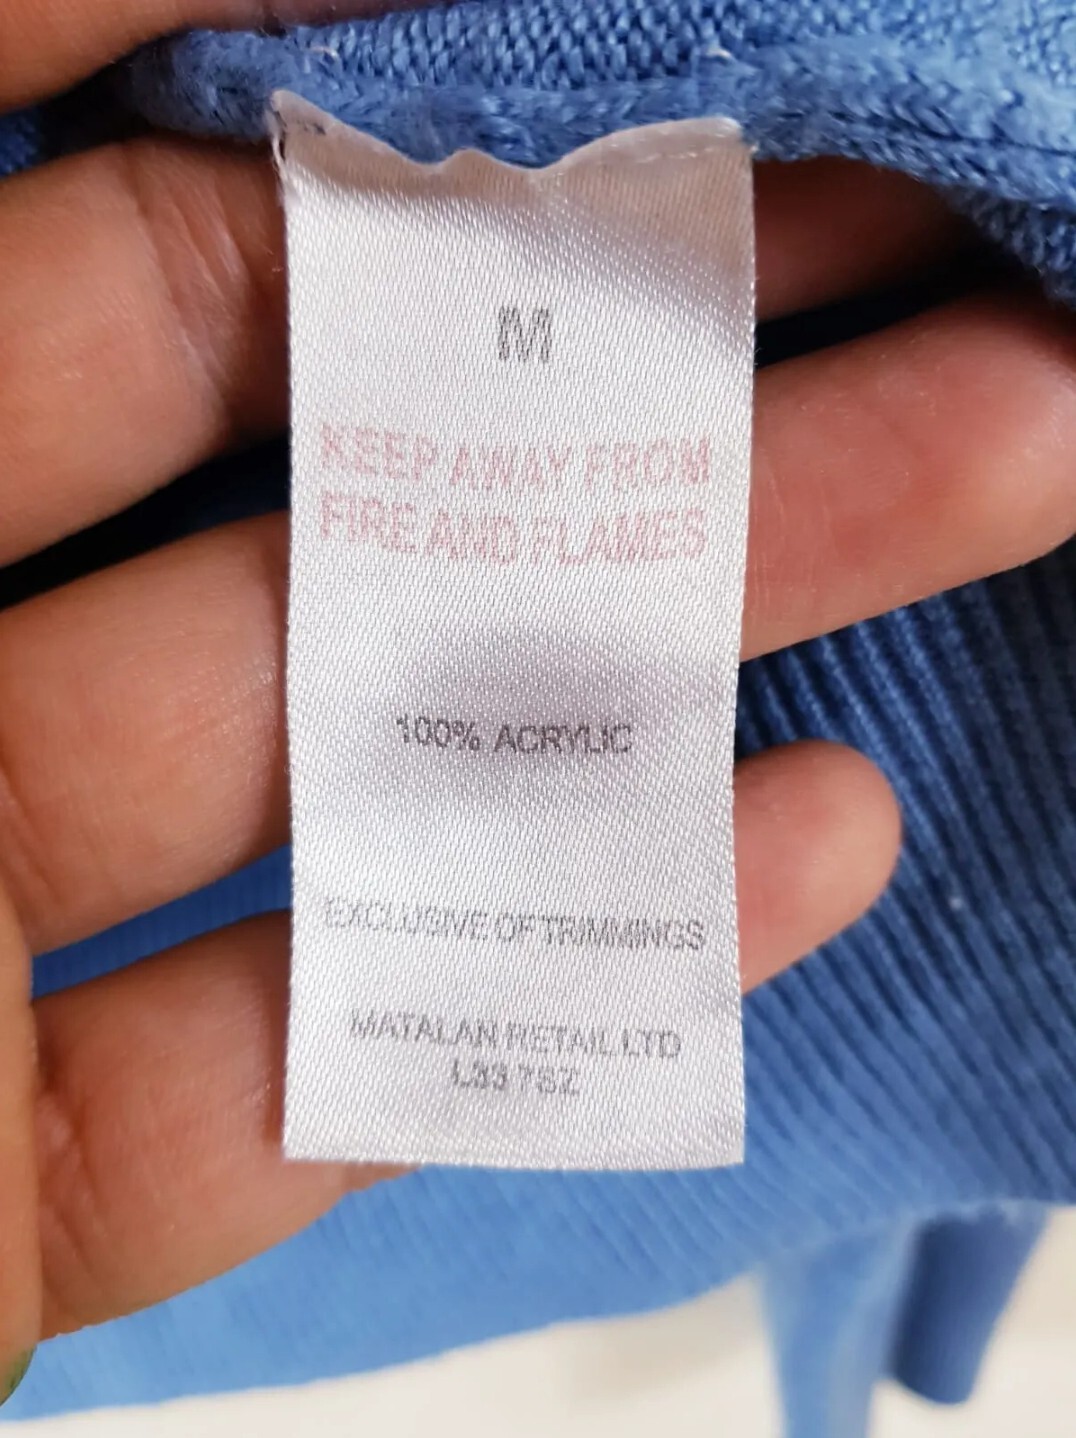 M
KEEP AWAY FROM
FIRE AND FLAMES
100% ACRYLIC
EXCLUSIVE OF TRIMMINGS
MATALAN RETAIL LTD
L33 7SZ